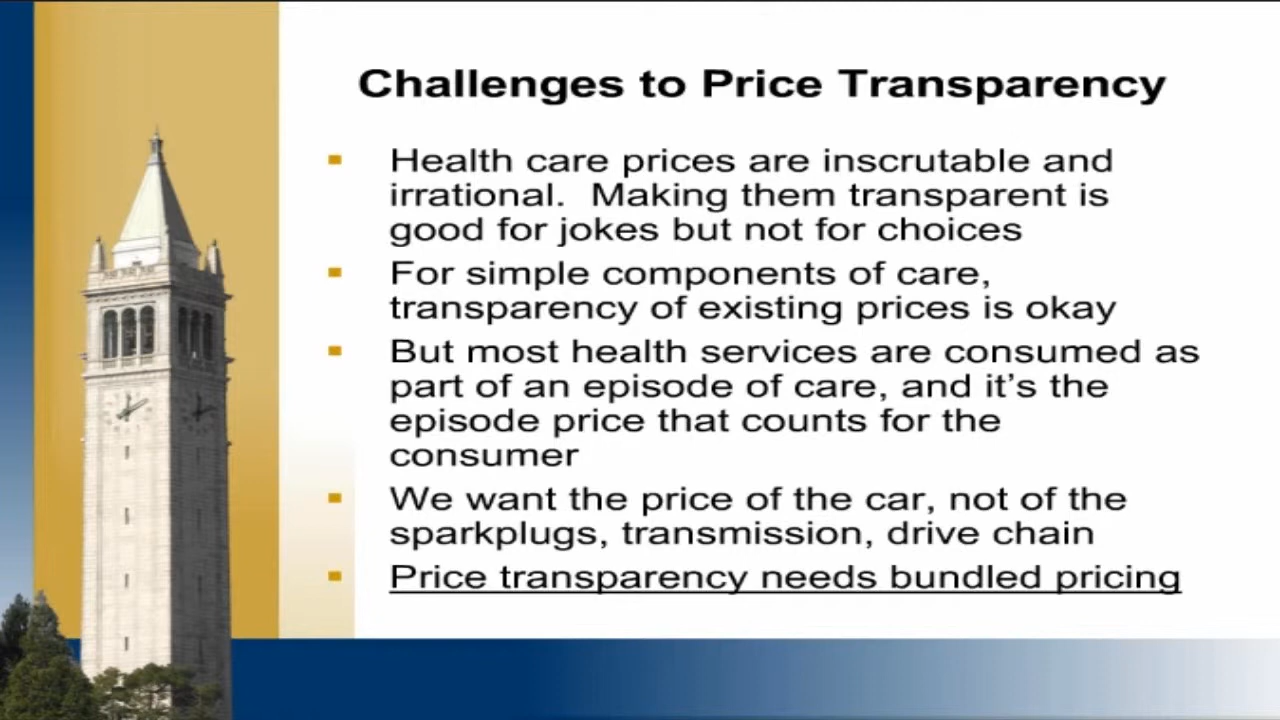 Challenges to Price Transparency
Health care prices are inscrutable and
irrational.  Making them transparent is
good for jokes but not for choices
For simple components of care,
transparency of existing prices is okay
But most health services are consumed as
part of an episode of care, and it’s the
episode price that counts for the
consumer
We want the price of the car, not of the
sparkplugs, transmission, drive chain
Price transparency needs bundled pricing